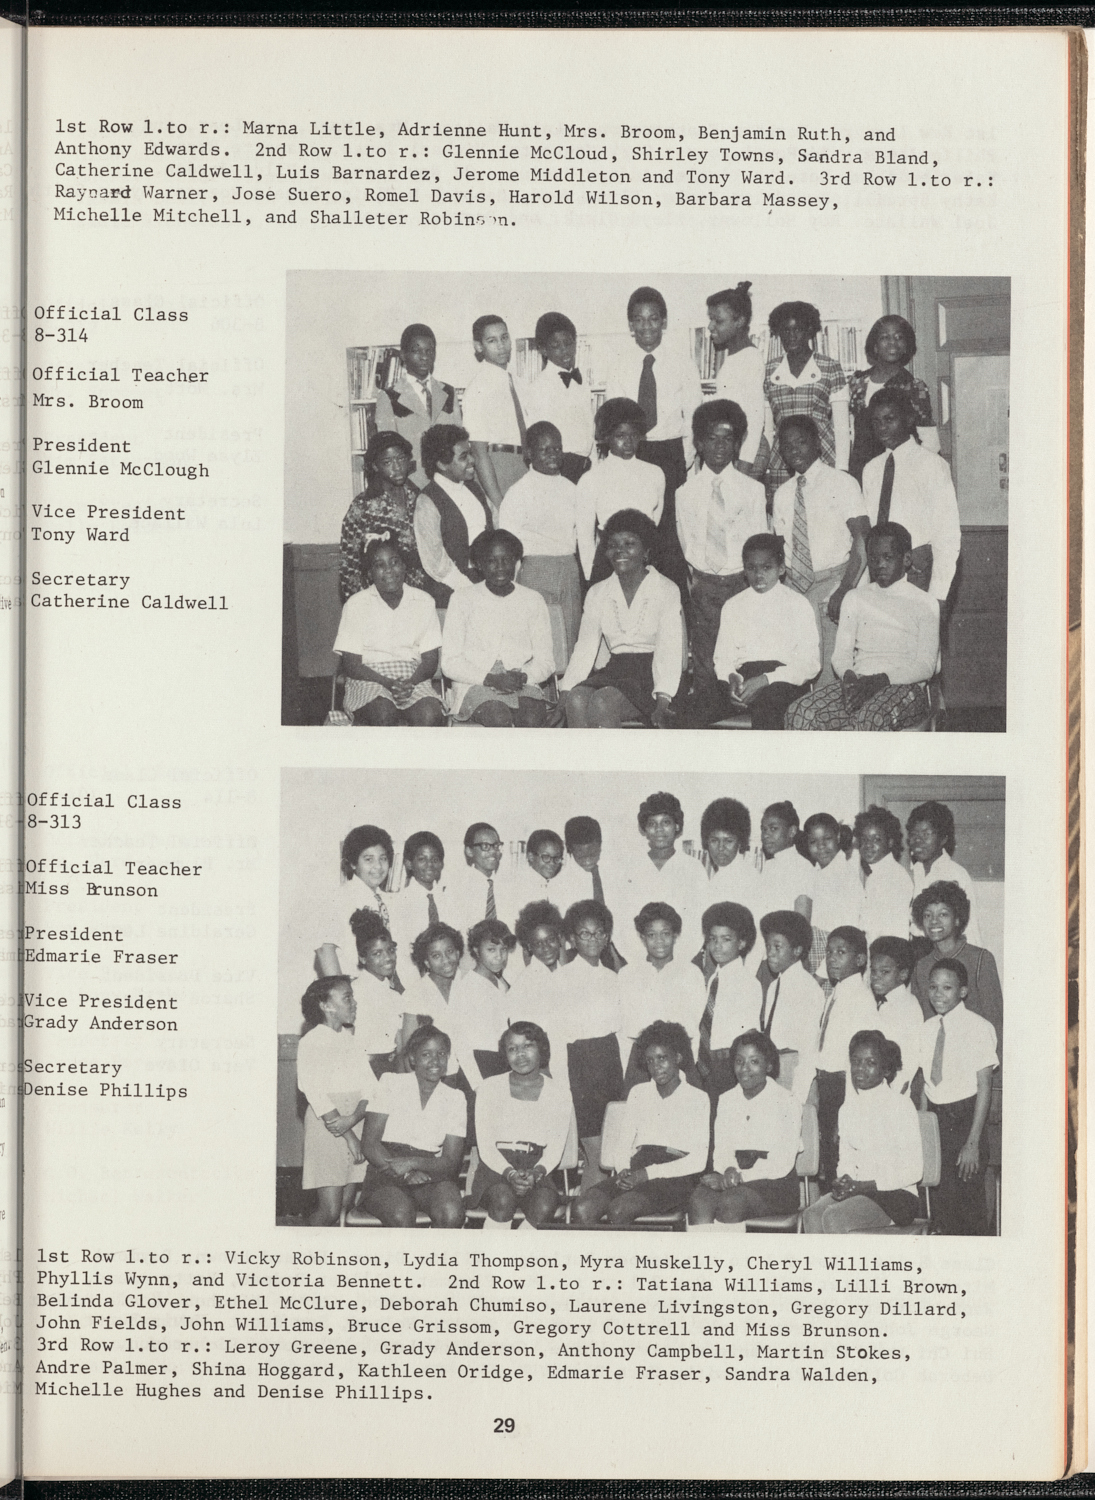 1st Row l.to r.: Marna Little, Adrienne Hunt, Mrs. Broom, Benjamin Ruth, and
Anthony Edwards.  2nd Row l.to r.: Glennie McCloud, Shirley Towns, Sandra Bland,
Catherine Caldwell, Luis Barnardez, Jerome Middleton and Tony Ward.  3rd Row l.to r.:
Raynard Warner, Jose Suero, Romel Davis, Harold Wilson, Barbara Massey,
Michelle Mitchell, and Shalleter Robinson.
Official Class
8-314
Official Teacher
Mrs. Broom
President
Glennie McClough
Vice President
Tony Ward
Secretary
Catherine Caldwell
Official Class
8-313
Official Teacher
Miss Brunson
President
Edmarie Fraser
Vice President
Grady Anderson
Secretary
Denise Phillips
1st Row l.to r.: Vicky Robinson, Lydia Thompson, Myra Muskelly, Cheryl Williams,
Phyllis Wynn, and Victoria Bennett.  2nd Row l.to r.: Tatiana Williams, Lilli Brown,
Belinda Glover, Ethel McClure, Deborah Chumiso, Laurene Livingston, Gregory Dillard,
John Fields, John Williams, Bruce Grissom, Gregory Cottrell and Miss Brunson.
3rd Row l.to r.: Leroy Greene, Grady Anderson, Anthony Campbell, Martin Stokes,
Andre Palmer, Shina Hoggard, Kathleen Oridge, Edmarie Fraser, Sandra Walden,
Michelle Hughes and Denise Phillips.
29